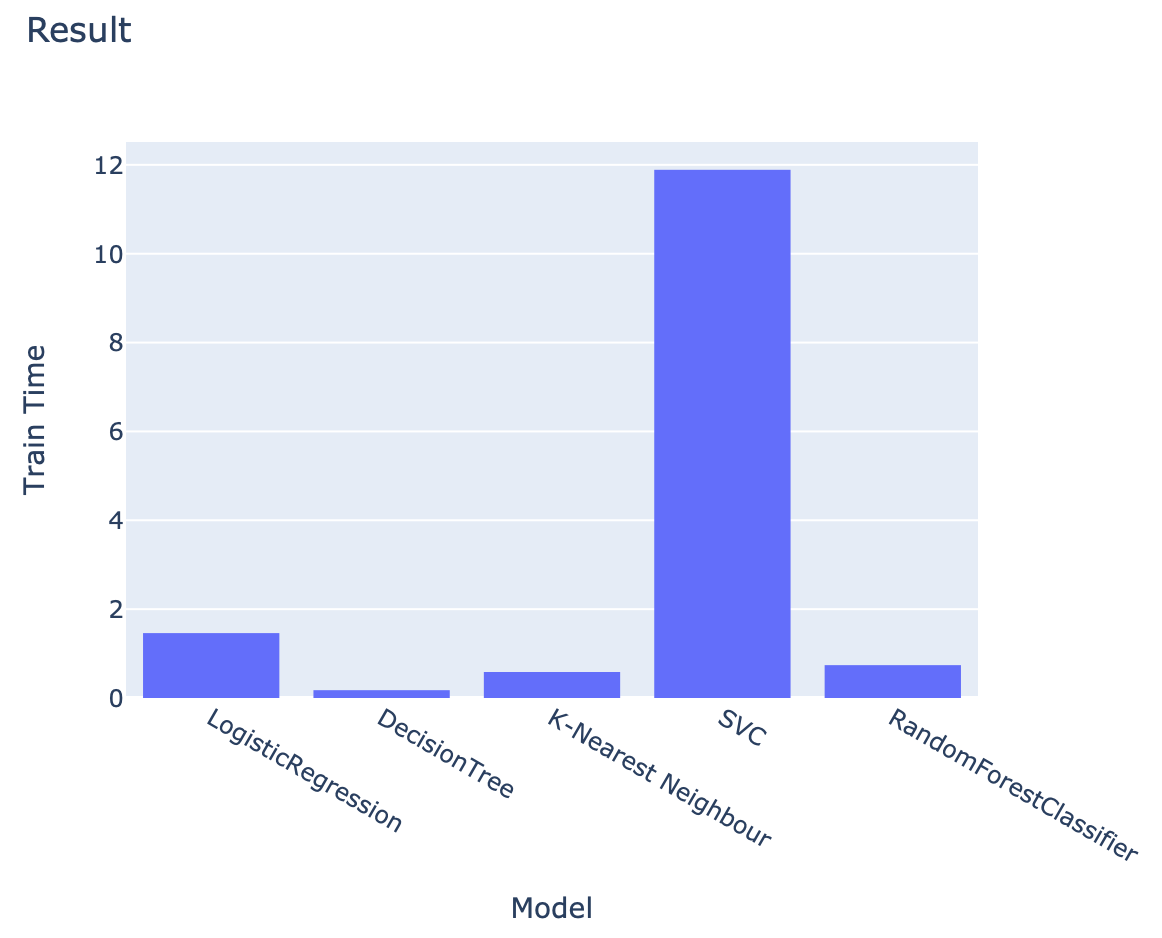 Result
12
10
8
6
4
2
0
Train Time
LogisticRegression
DecisionTree
K-Nearest Neighbour
SVC
RandomForestClassifier
Model